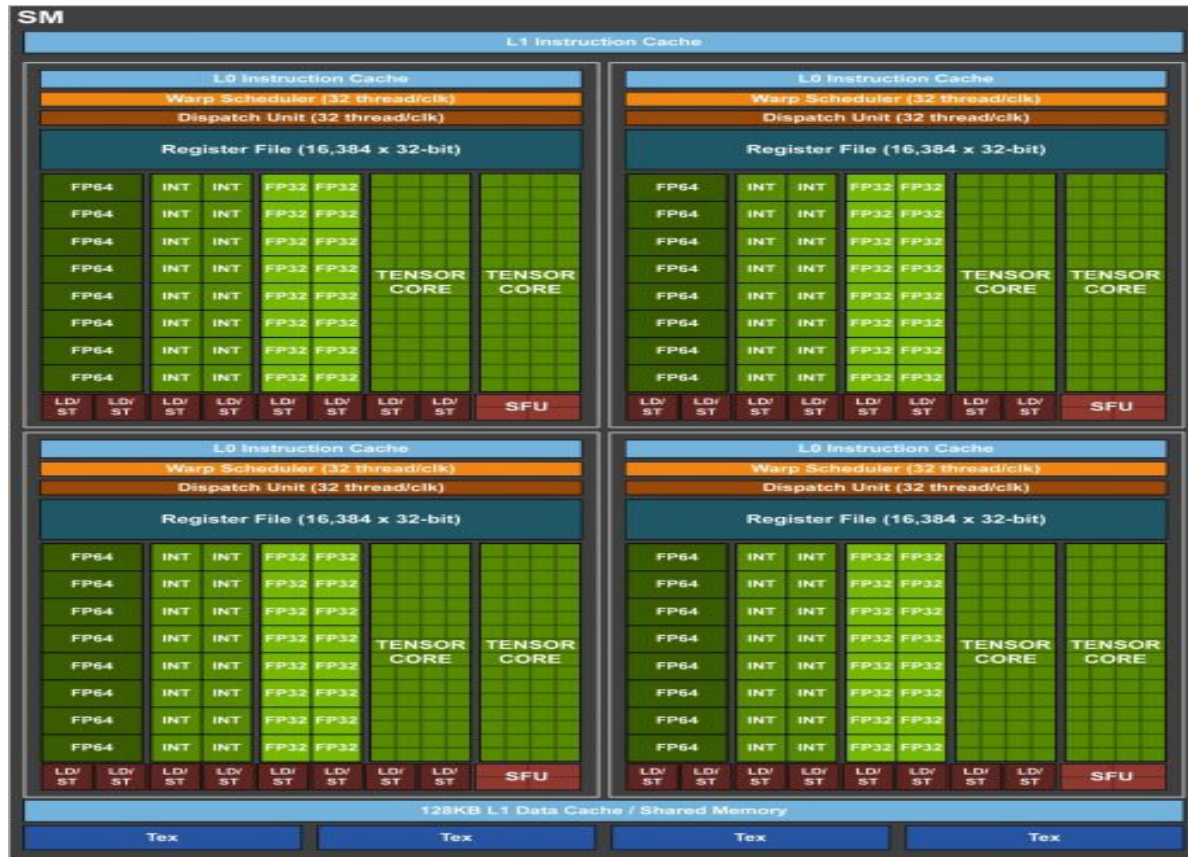 SM
L1 Instruction Cache
L0 Instruction Cache
Warp Scheduler (32 thread/clk)
Dispatch Unit (32 thread/clk)
Register File (16,384 x 32-bit)
FP64 INT INT FP32 FP32
FP64 INT INT FP32 FP32
FP64 INT INT FP32 FP32
FP64 INT INT FP32 FP32 TENSOR TENSOR
FP64 INT INT FP32 FP32 CORE CORE
FP64 INT INT FP32 FP32
FP64 INT INT FP32 FP32
FP64 INT INT FP32 FP32
LD/ LD/ LD/ LD/ LD/ LD/ LD/ LD/ SFU
ST ST ST ST ST ST ST ST
L0 Instruction Cache
Warp Scheduler (32 thread/clk)
Dispatch Unit (32 thread/clk)
Register File (16,384 x 32-bit)
FP64 INT INT FP32 FP32
FP64 INT INT FP32 FP32
FP64 INT INT FP32 FP32
FP64 INT INT FP32 FP32 TENSOR TENSOR
FP64 INT INT FP32 FP32 CORE CORE
FP64 INT INT FP32 FP32
FP64 INT INT FP32 FP32
FP64 INT INT FP32 FP32
LD/ LD/ LD/ LD/ LD/ LD/ LD/ LD/ SFU
ST ST ST ST ST ST ST ST
L0 Instruction Cache
Warp Scheduler (32 thread/clk)
Dispatch Unit (32 thread/clk)
Register File (16,384 x 32-bit)
FP64 INT INT FP32 FP32
FP64 INT INT FP32 FP32
FP64 INT INT FP32 FP32
FP64 INT INT FP32 FP32 TENSOR TENSOR
FP64 INT INT FP32 FP32 CORE CORE
FP64 INT INT FP32 FP32
FP64 INT INT FP32 FP32
FP64 INT INT FP32 FP32
LD/ LD/ LD/ LD/ LD/ LD/ LD/ LD/ SFU
ST ST ST ST ST ST ST ST
L0 Instruction Cache
Warp Scheduler (32 thread/clk)
Dispatch Unit (32 thread/clk)
Register File (16,384 x 32-bit)
FP64 INT INT FP32 FP32
FP64 INT INT FP32 FP32
FP64 INT INT FP32 FP32
FP64 INT INT FP32 FP32 TENSOR TENSOR
FP64 INT INT FP32 FP32 CORE CORE
FP64 INT INT FP32 FP32
FP64 INT INT FP32 FP32
FP64 INT INT FP32 FP32
LD/ LD/ LD/ LD/ LD/ LD/ LD/ LD/ SFU
ST ST ST ST ST ST ST ST
128KB L1 Data Cache / Shared Memory
Tex Tex Tex Tex